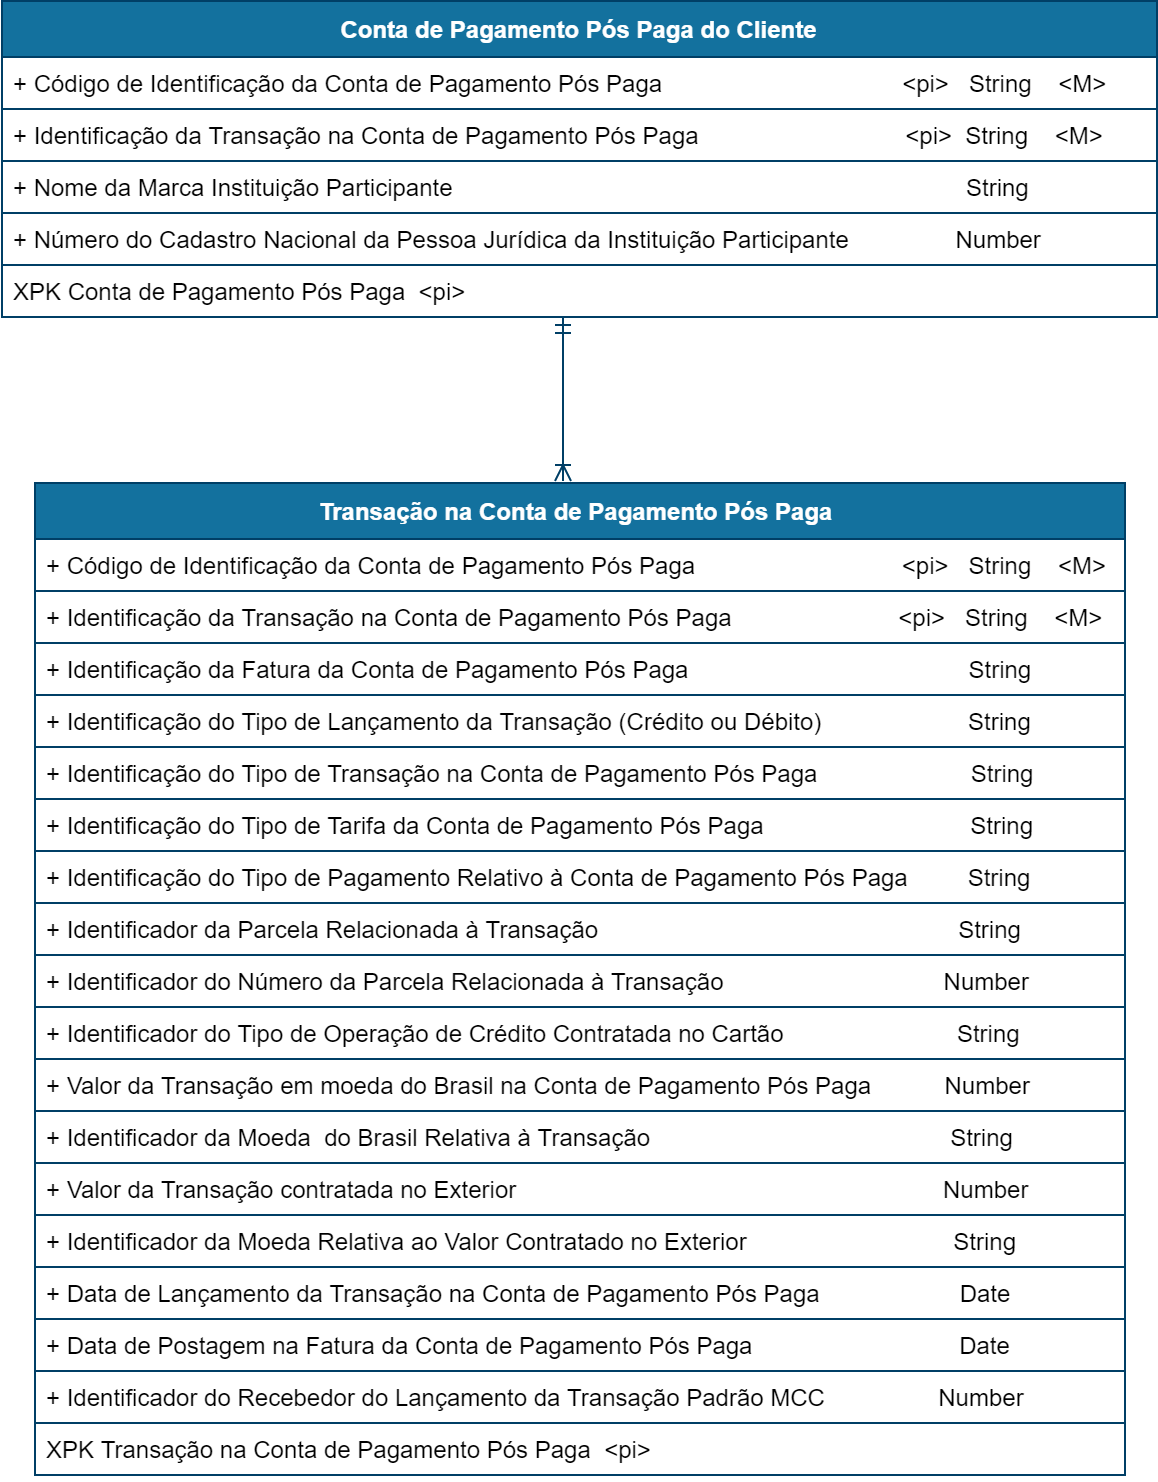 Conta de Pagamento Pós Paga do Cliente
+ Código de Identificação da Conta de Pagamento Pós Paga <pi> String <M>
+ Identificação da Transação na Conta de Pagamento Pós Paga <pi> String <M>
+ Nome da Marca Instituição Participante String
+ Número do Cadastro Nacional da Pessoa Jurídica da Instituição Participante Number
XPK Conta de Pagamento Pós Paga <pi>
Transação na Conta de Pagamento Pós Paga
+ Código de Identificação da Conta de Pagamento Pós Paga <pi> String <M>
+ Identificação da Transação na Conta de Pagamento Pós Paga <pi> String <M>
+ Identificação da Fatura da Conta de Pagamento Pós Paga String
+ Identificação do Tipo de Lançamento da Transação (Crédito ou Débito) String
+ Identificação do Tipo de Transação na Conta de Pagamento Pós Paga String
+ Identificação do Tipo de Tarifa da Conta de Pagamento Pós Paga String
+ Identificação do Tipo de Pagamento Relativo à Conta de Pagamento Pós Paga String
+ Identificador da Parcela Relacionada à Transação String
+ Identificador do Número da Parcela Relacionada à Transação Number
+ Identificador do Tipo de Operação de Crédito Contratada no Cartão String
+ Valor da Transação em moeda do Brasil na Conta de Pagamento Pós Paga Number
+ Identificador da Moeda do Brasil Relativa à Transação String
+ Valor da Transação contratada no Exterior Number
+ Identificador da Moeda Relativa ao Valor Contratado no Exterior String
+ Data de Lançamento da Transação na Conta de Pagamento Pós Paga Date
+ Data de Postagem na Fatura da Conta de Pagamento Pós Paga Date
+ Identificador do Recebedor do Lançamento da Transação Padrão MCC Number
XPK Transação na Conta de Pagamento Pós Paga <pi>